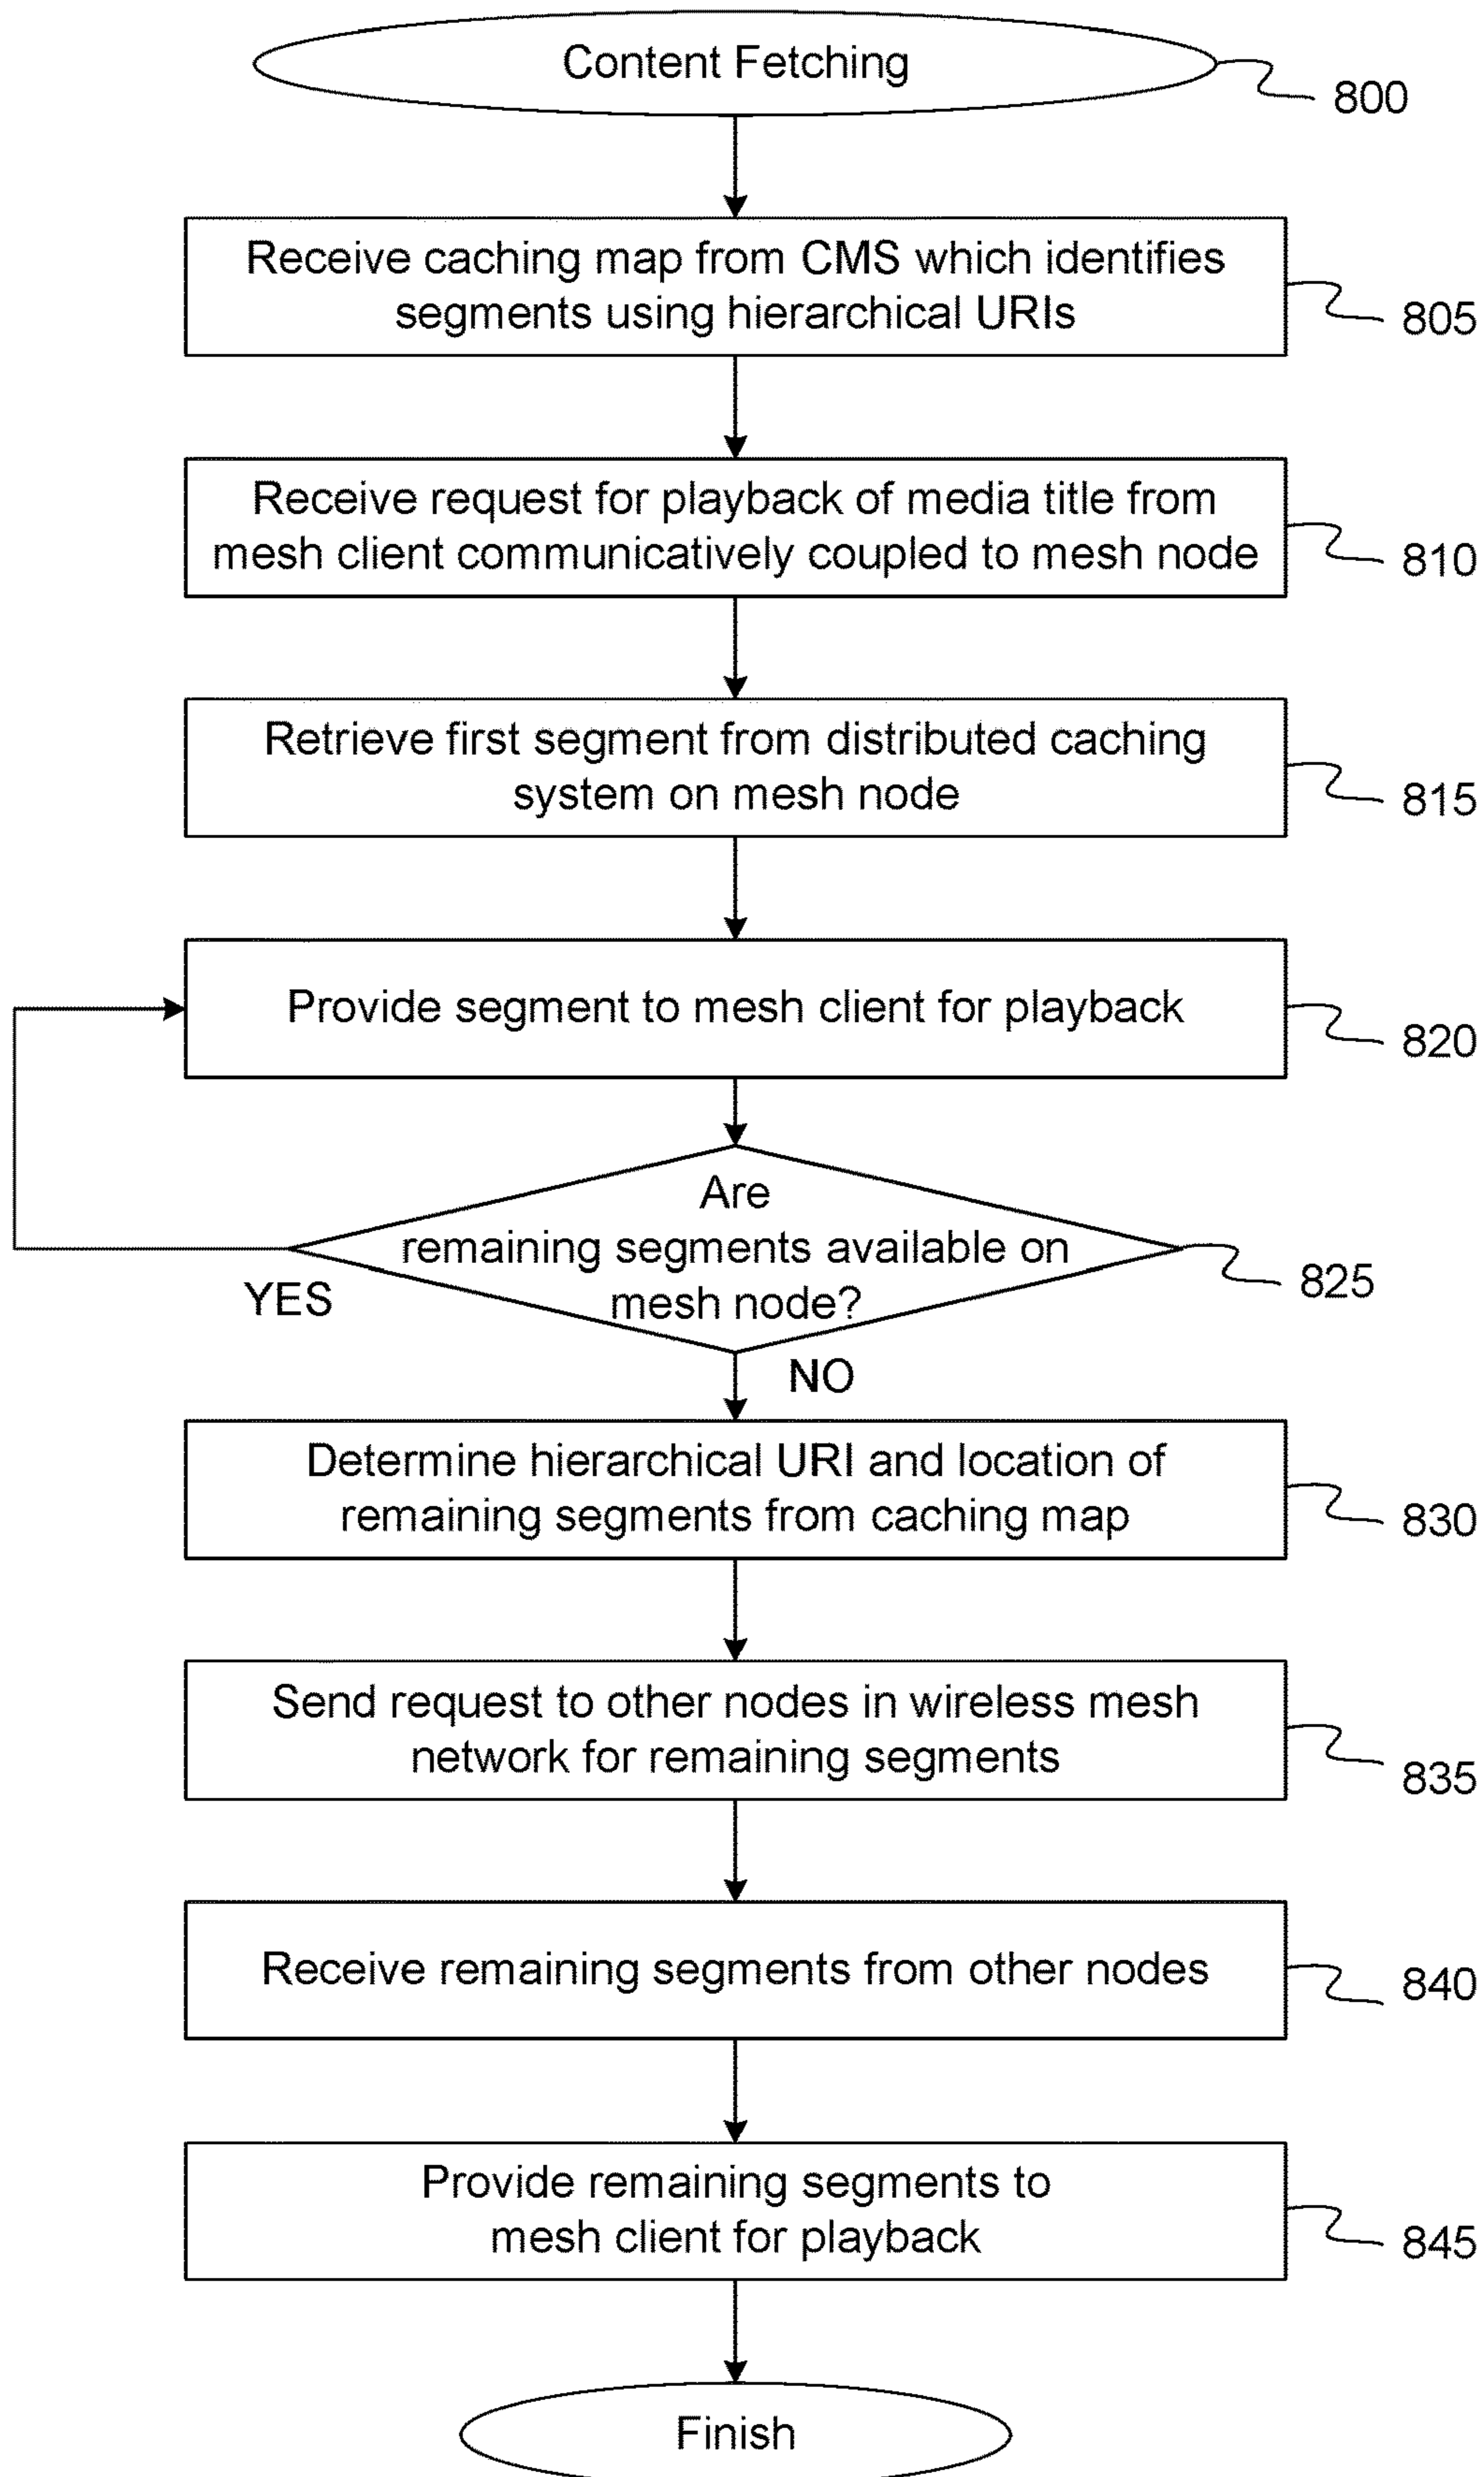 Content Fetching
800
Receive caching map from CMS which identifies
segments using hierarchical URIs
805
Receive request for playback of media title from
mesh client communicatively coupled to mesh node
810
Retrieve first segment from distributed caching
system on mesh node
815
Provide segment to mesh client for playback
820
Are
remaining segments available on
mesh node?
825
YES
NO
Determine hierarchical URI and location of
remaining segments from caching map
830
Send request to other nodes in wireless mesh
network for remaining segments
835
Receive remaining segments from other nodes
840
Provide remaining segments to
mesh client for playback
845
Finish